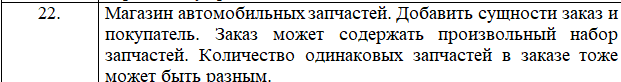 22. Магазин автомобильных запчастей. Добавить сущности заказ и
покупатель. Заказ может содержать произвольный набор
запчастей. Количество одинаковых запчастей в заказе тоже
может быть разным.